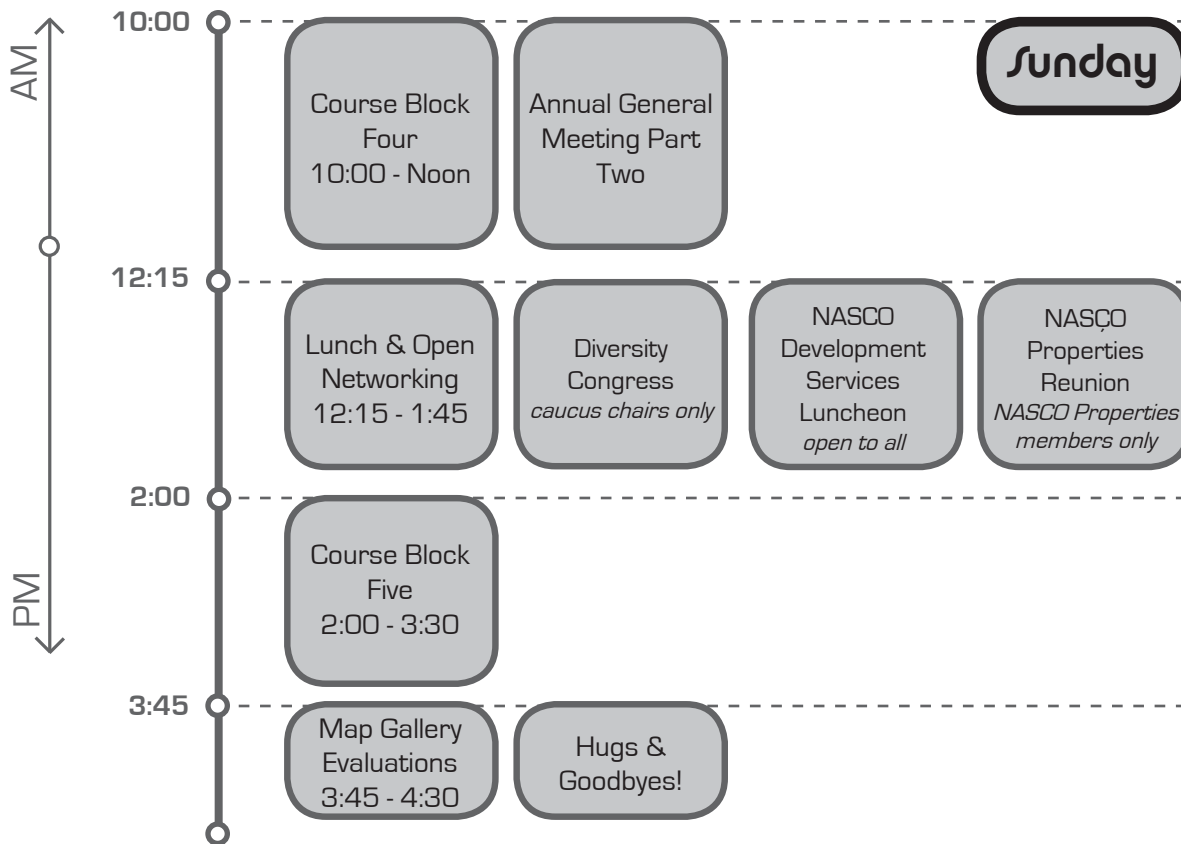 AM
10:00
Sunday
Course Block
Four
10:00 - Noon
Annual General
Meeting Part
Two
12:15
Lunch & Open
Networking
12:15 - 1:45
Diversity
Congress
caucus chairs only
NASCO
Development
Services
Luncheon
open to all
NASCO
Properties
Reunion
NASCO Properties
members only
2:00
Course Block
Five
2:00 - 3:30
PM
3:45
Map Gallery
Evaluations
3:45 - 4:30
Hugs &
Goodbyes!